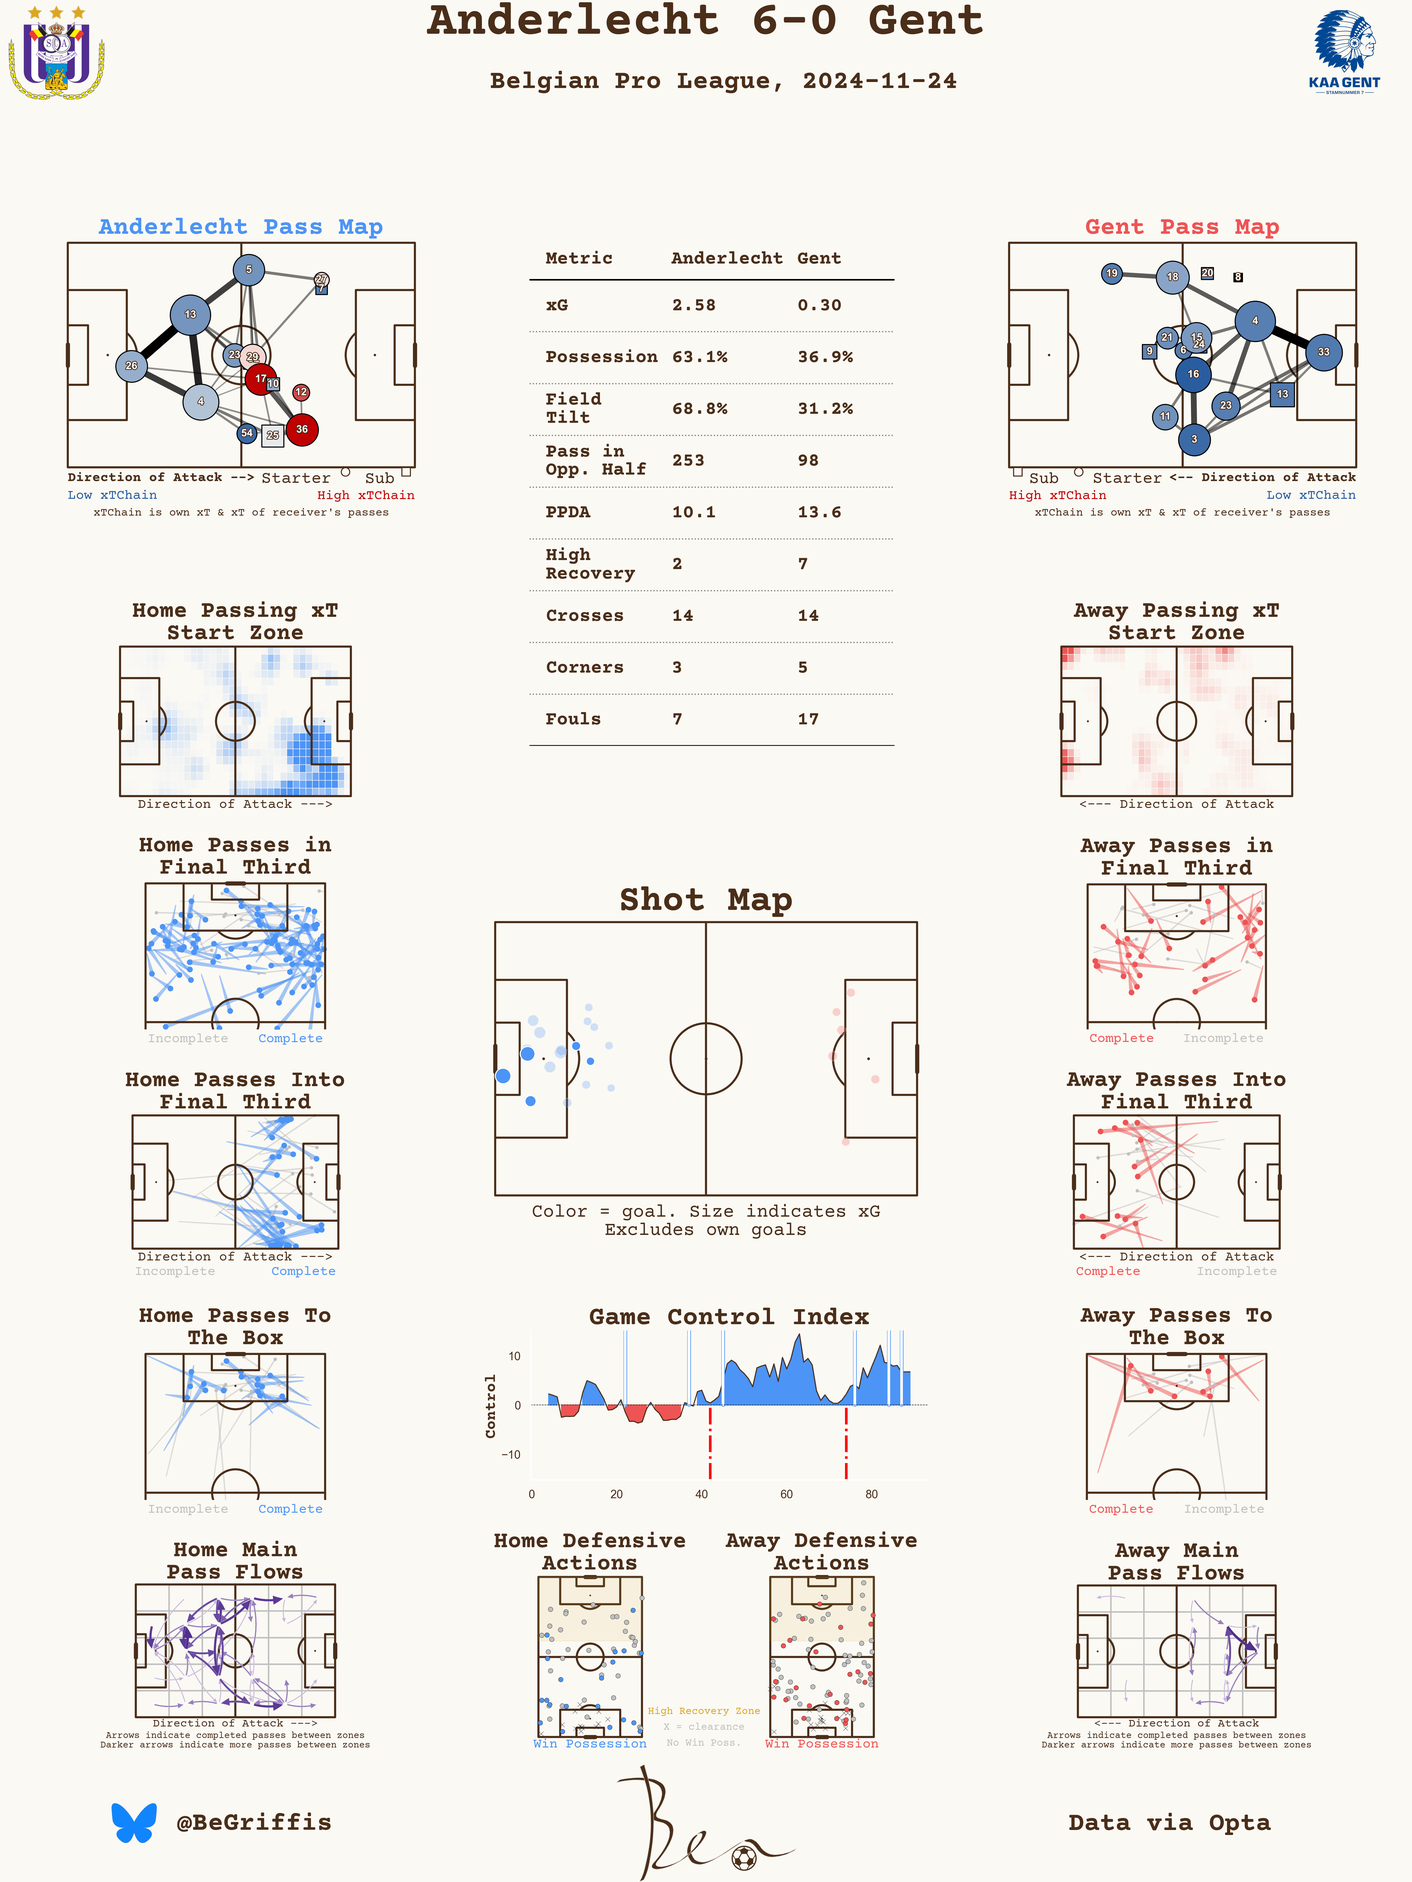 Anderlecht 6-0 Gent
Belgian Pro League, 2024-11-24
KAA GENT
STAMNUMMER 7
Anderlecht Pass Map
5
27
7
13
23
29
26
17
10
12
4
54
25
36
Direction of Attack --> Starter Sub
Low xTChain High xTChain
xTChain is own xT & xT of receiver's passes
Metric Anderlecht Gent
xG 2.58 0.30
Possession 63.1% 36.9%
Field
Tilt 68.8% 31.2%
Pass in
Opp. Half 253 98
PPDA 10.1 13.6
High
Recovery 2 7
Crosses 14 14
Corners 3 5
Fouls 7 17
Gent Pass Map
19
18
20
8
4
21
15
24
9
6
33
16
13
23
11
3
Sub Starter <-- Direction of Attack
High xTChain Low xTChain
xTChain is own xT & xT of receiver's passes
Home Passing xT
Start Zone
Direction of Attack --->
Away Passing xT
Start Zone
<--- Direction of Attack
Home Passes in
Final Third
Incomplete Complete
Away Passes in
Final Third
Complete Incomplete
Shot Map
Color = goal. Size indicates xG
Excludes own goals
Home Passes Into
Final Third
Direction of Attack --->
Incomplete Complete
Away Passes Into
Final Third
<--- Direction of Attack
Complete Incomplete
Home Passes To
The Box
Incomplete Complete
Game Control Index
Control
10
0
−10
0 20 40 60 80
Away Passes To
The Box
Complete Incomplete
Home Main
Pass Flows
Direction of Attack --->
Arrows indicate completed passes between zones
Darker arrows indicate more passes between zones
Home Defensive
Actions
Win Possession
Away Defensive
Actions
Win Possession
High Recovery Zone
X = clearance
No Win Poss.
Away Main
Pass Flows
<--- Direction of Attack
Arrows indicate completed passes between zones
Darker arrows indicate more passes between zones
@BeGriffis
Data via Opta